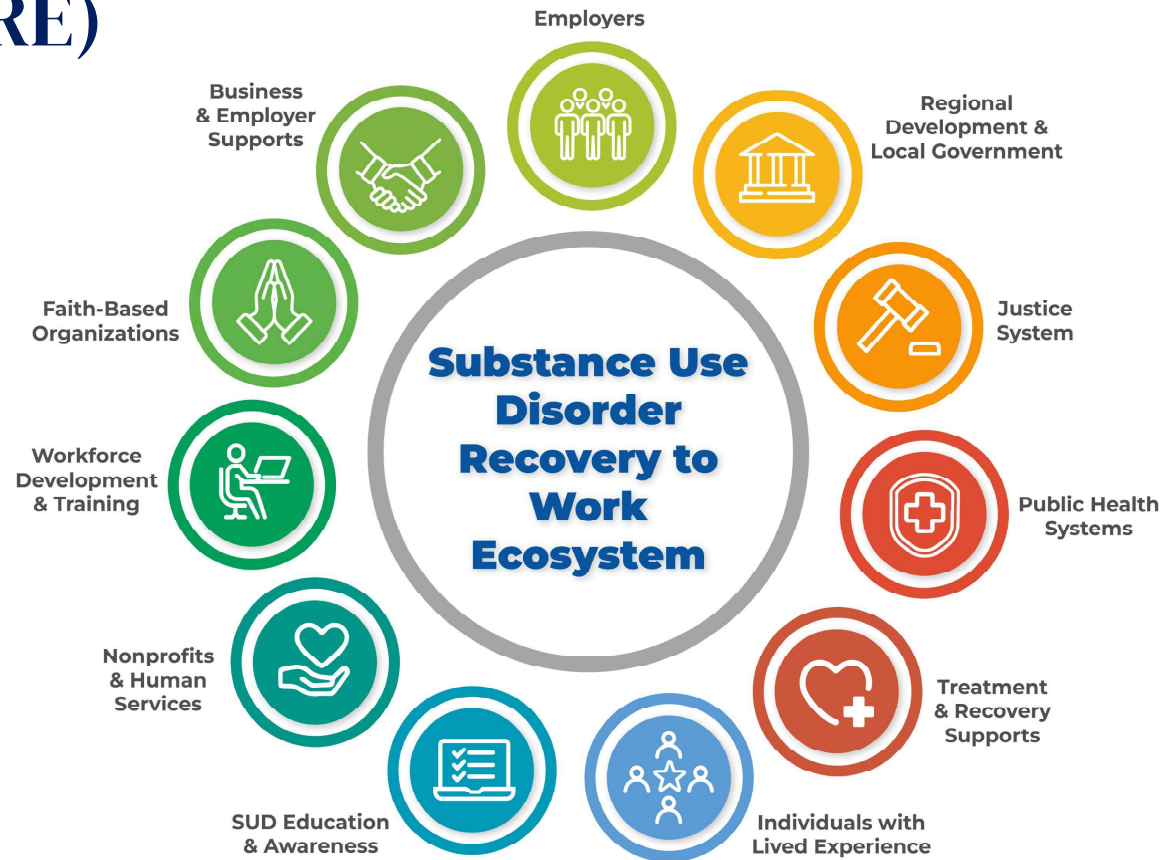 RE)
Employers
Business
& Employer
Supports
Regional
Development &
Local Government
Faith-Based
Organizations
Justice
System
Substance Use
Disorder
Recovery to
Work
Ecosystem
Workforce
Development
& Training
Public Health
Systems
Nonprofits
& Human
Services
Treatment
& Recovery
Supports
SUD Education
& Awareness
Individuals with
Lived Experience